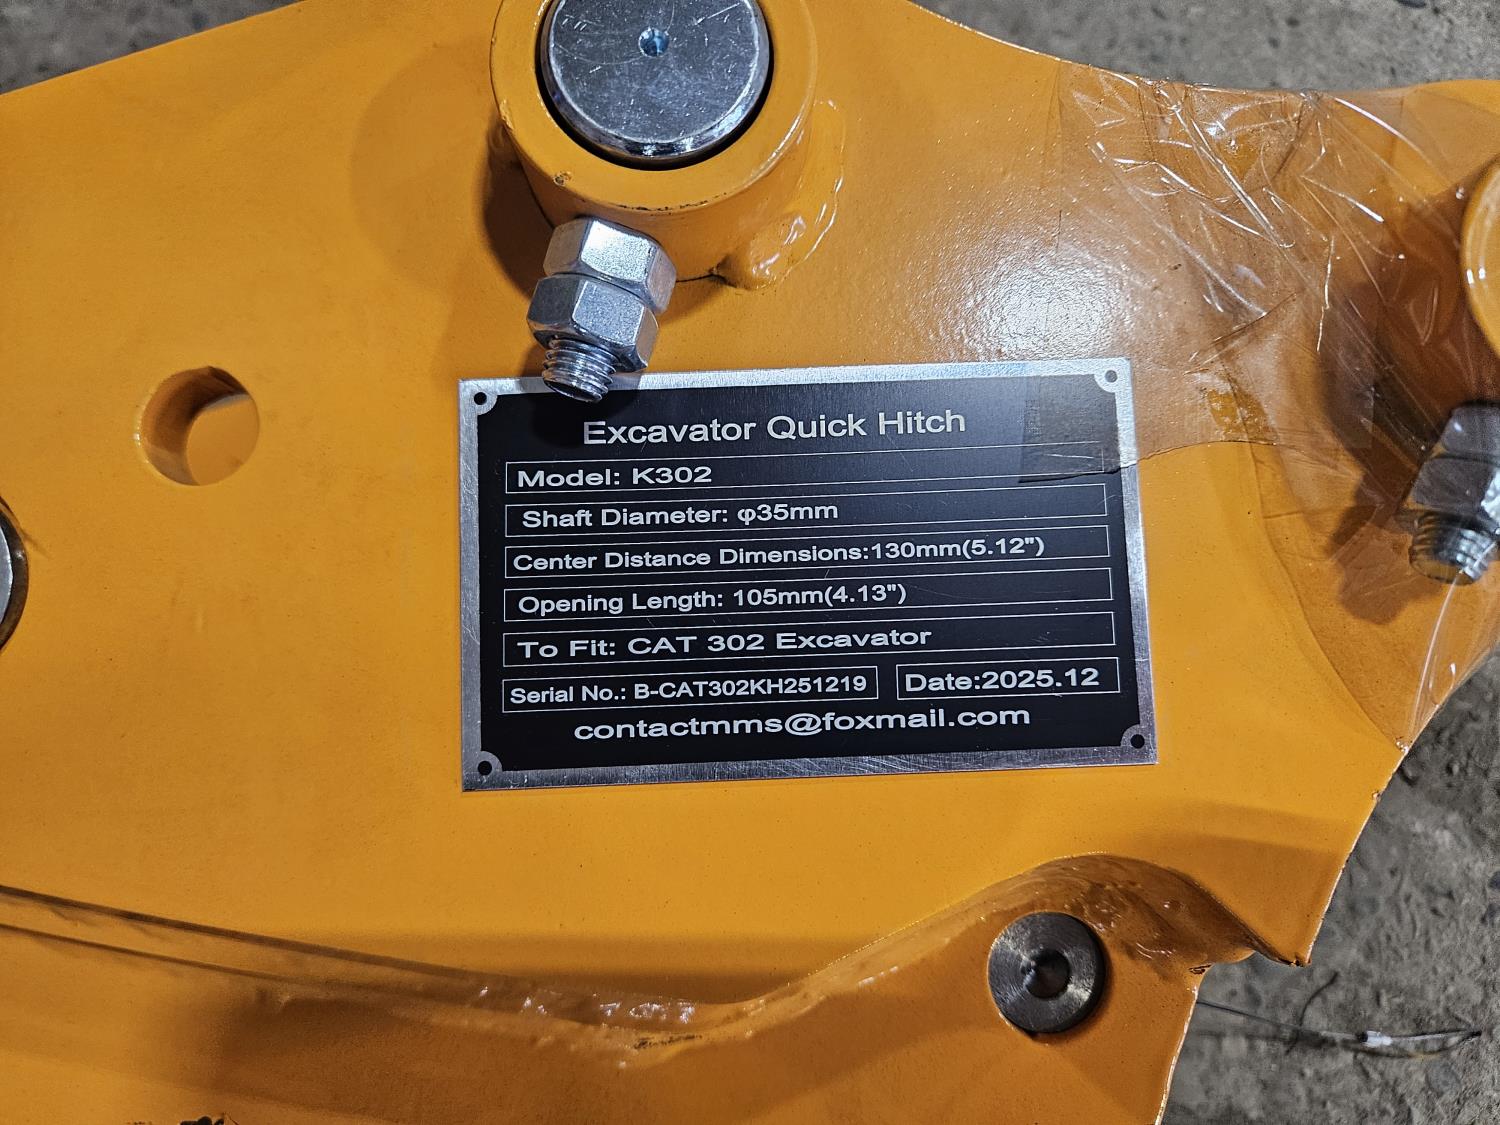 Excavator Quick Hitch
Model: K302
Shaft Diameter: φ35mm
Center Distance Dimensions:130mm(5.12")
Opening Length: 105mm(4.13")
To Fit: CAT 302 Excavator
Serial No.: B-CAT302KH251219 Date:2025.12
contactmms@foxmail.com